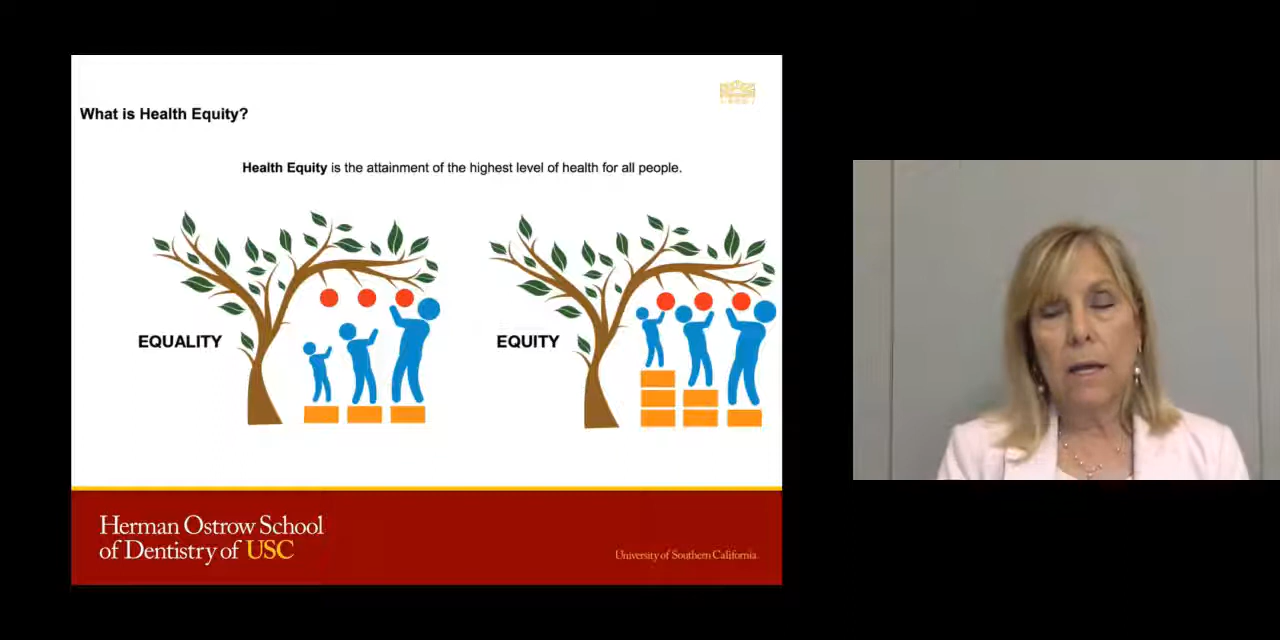 What is Health Equity?
Health Equity is the attainment of the highest level of health for all people.
EQUALITY
EQUITY
Herman Ostrow School
of Dentistry of USC
University of Southern California